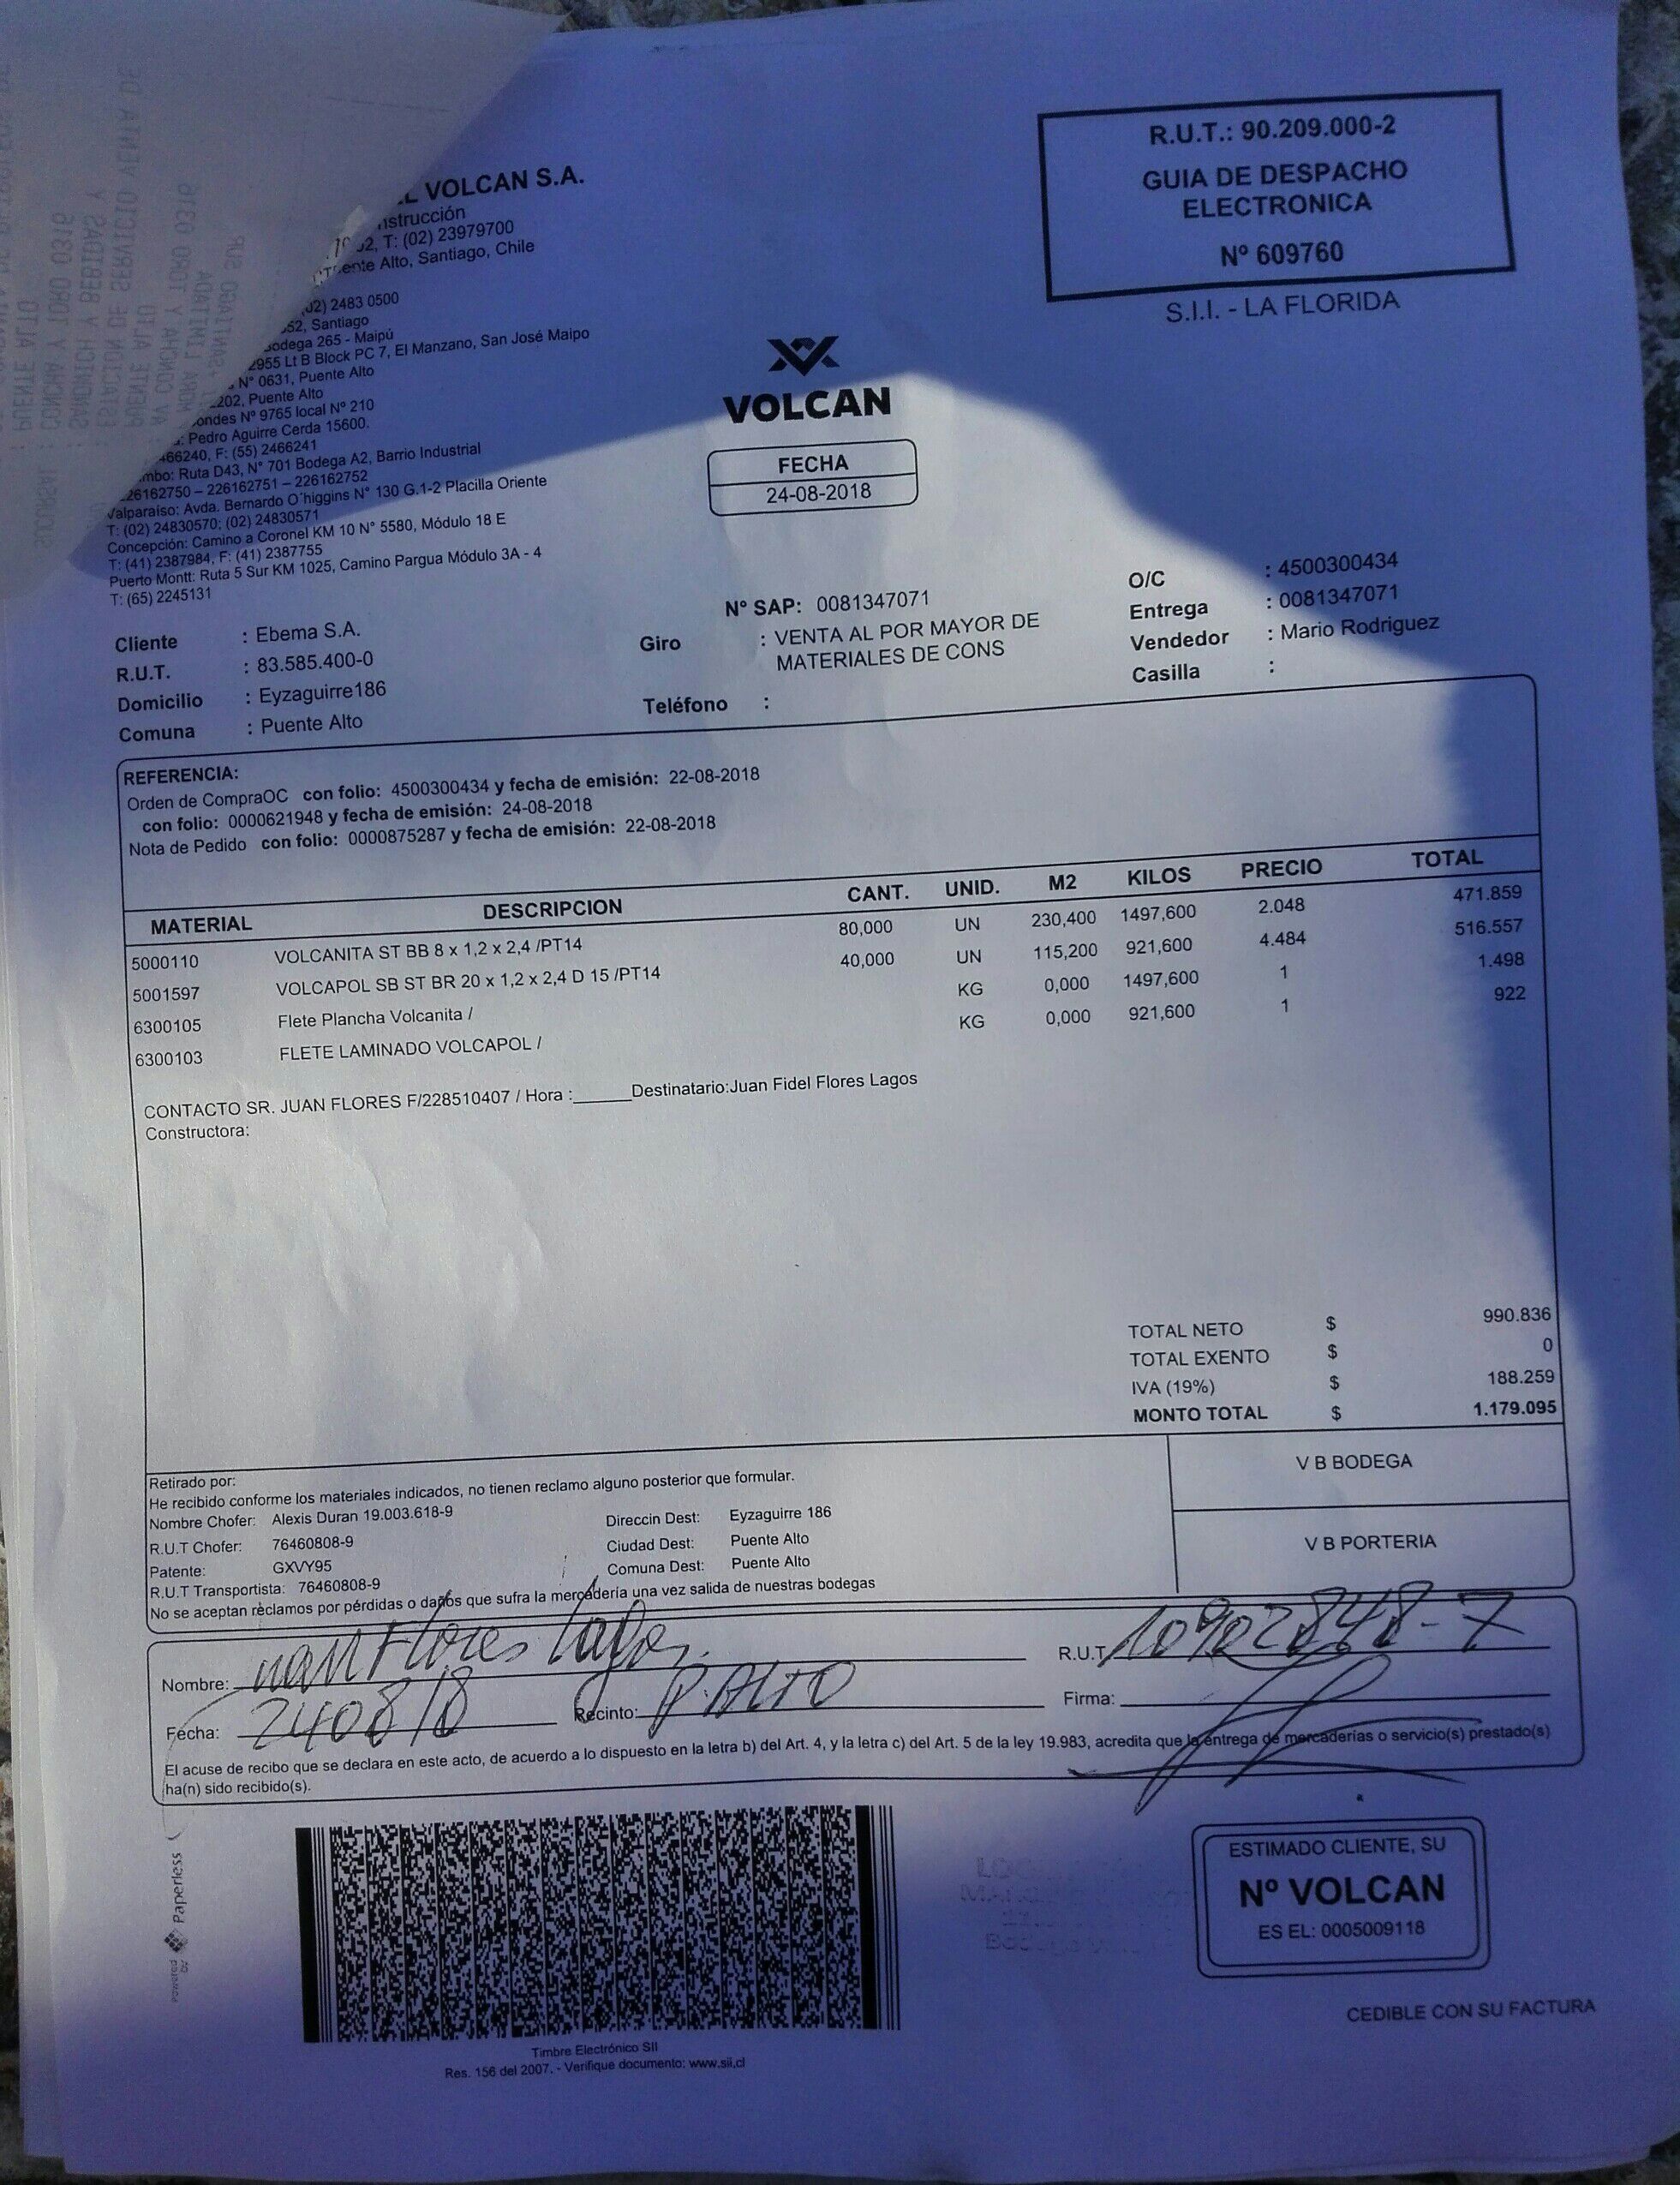 R.U.T.: 90.209.000-2
GUIA DE DESPACHO
ELECTRONICA
Nº 609760
S.I.I. - LA FLORIDA
VOLCAN S.A.
T: (02) 23979700
Alto, Santiago, Chile
2483 0500
Santiago
265 - Maipú
2955 Lt B Block PC 7, El Manzano, San José Maipo
N° 0631, Puente Alto
Puente Alto
Nº 9765 local Nº 210
Pedro Aguirre Cerda 15600.
F: (55) 2466241
Ruta D43, N° 701 Bodega A2, Barrio Industrial
226162750 – 226162751 – 226162752
Valparaíso: Avda. Bernardo O´higgins N° 130 G.1-2 Placilla Oriente
T: (02) 24830570; (02) 24830571
Concepción: Camino a Coronel KM 10 N° 5580, Módulo 18 E
T: (41) 2387984, F: (41) 2387755
Puerto Montt: Ruta 5 Sur KM 1025, Camino Pargua Módulo 3A - 4
T: (65) 2245131
VOLCAN
FECHA
24-08-2018
Nº SAP: 0081347071
O/C : 4500300434
Entrega : 0081347071
Vendedor : Mario Rodriguez
Casilla :
Cliente : Ebema S.A.
R.U.T. : 83.585.400-0
Domicilio : Eyzaguirre186
Comuna : Puente Alto
Giro : VENTA AL POR MAYOR DE
MATERIALES DE CONS
Teléfono :
REFERENCIA:
Orden de CompraOC con folio: 4500300434 y fecha de emisión: 22-08-2018
con folio: 0000621948 y fecha de emisión: 24-08-2018
Nota de Pedido con folio: 0000875287 y fecha de emisión: 22-08-2018
MATERIAL DESCRIPCION CANT. UNID. M2 KILOS PRECIO TOTAL
5000110 VOLCANITA ST BB 8 x 1,2 x 2,4 /PT14 80,000 UN 230,400 1497,600 2.048 471.859
5001597 VOLCAPOL SB ST BR 20 x 1,2 x 2,4 D 15 /PT14 40,000 UN 115,200 921,600 4.484 516.557
6300105 Flete Plancha Volcanita / KG 0,000 1497,600 1 1.498
6300103 FLETE LAMINADO VOLCAPOL / KG 0,000 921,600 1 922
CONTACTO SR. JUAN FLORES F/228510407 / Hora :______Destinatario:Juan Fidel Flores Lagos
Constructora:
TOTAL NETO $ 990.836
TOTAL EXENTO $ 0
IVA (19%) $ 188.259
MONTO TOTAL $ 1.179.095
Retirado por:
He recibido conforme los materiales indicados, no tienen reclamo alguno posterior que formular.
Nombre Chofer: Alexis Duran 19.003.618-9
R.U.T Chofer: 76460808-9
Patente: GXVY95
R.U.T Transportista: 76460808-9
Direccin Dest: Eyzaguirre 186
Ciudad Dest: Puente Alto
Comuna Dest: Puente Alto
No se aceptan reclamos por pérdidas o daños que sufra la mercadería una vez salida de nuestras bodegas
V B BODEGA
V B PORTERIA
Nombre: Juan Flores Lagos
R.U.T 10902848-7
Fecha: 240818
Recinto: P. ALTO
Firma:
El acuse de recibo que se declara en este acto, de acuerdo a lo dispuesto en la letra b) del Art. 4, y la letra c) del Art. 5 de la ley 19.983, acredita que la entrega de mercaderías o servicio(s) prestado(s)
ha(n) sido recibido(s).
Powered by Paperless
Timbre Electrónico SII
Res. 156 del 2007. - Verifique documento: www.sii.cl
ESTIMADO CLIENTE, SU
Nº VOLCAN
ES EL: 0005009118
CEDIBLE CON SU FACTURA